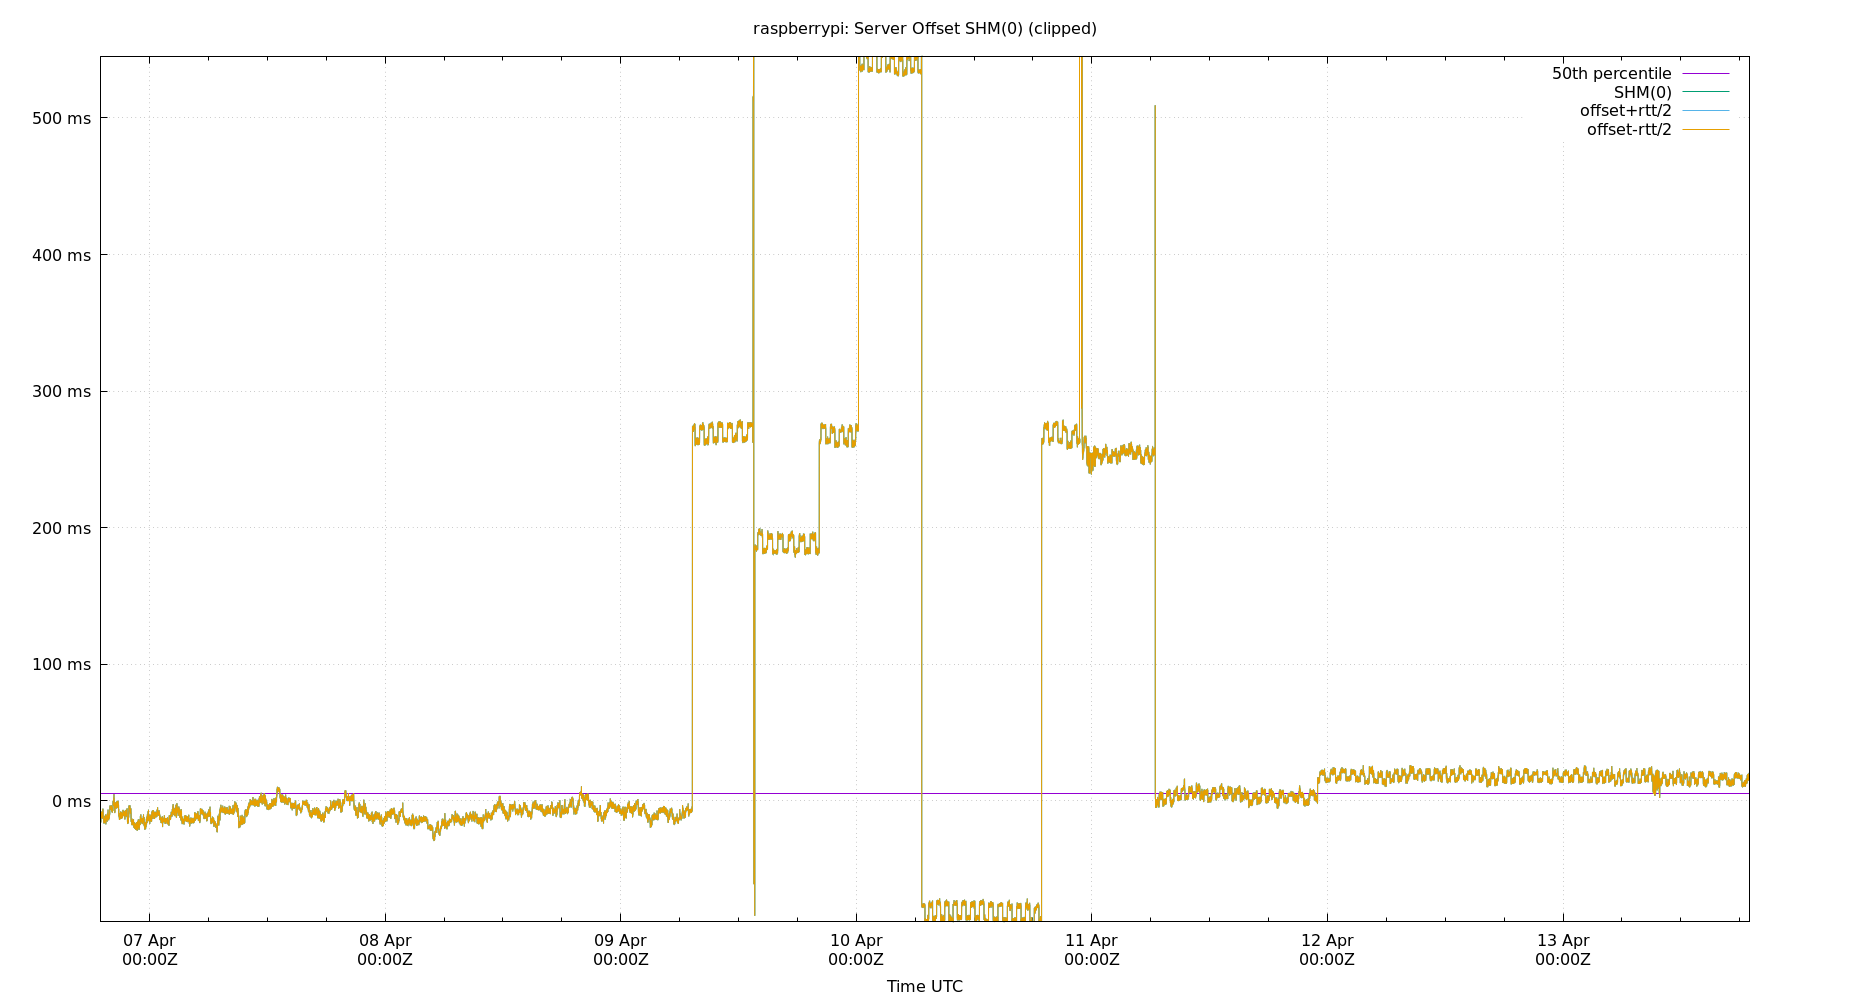 raspberrypi: Server Offset SHM(0) (clipped)
50th percentile
SHM(0)
offset+rtt/2
offset-rtt/2
500 ms
400 ms
300 ms
200 ms
100 ms
0 ms
07 Apr 08 Apr 09 Apr 10 Apr 11 Apr 12 Apr 13 Apr
00:00Z 00:00Z 00:00Z 00:00Z 00:00Z 00:00Z 00:00Z
Time UTC